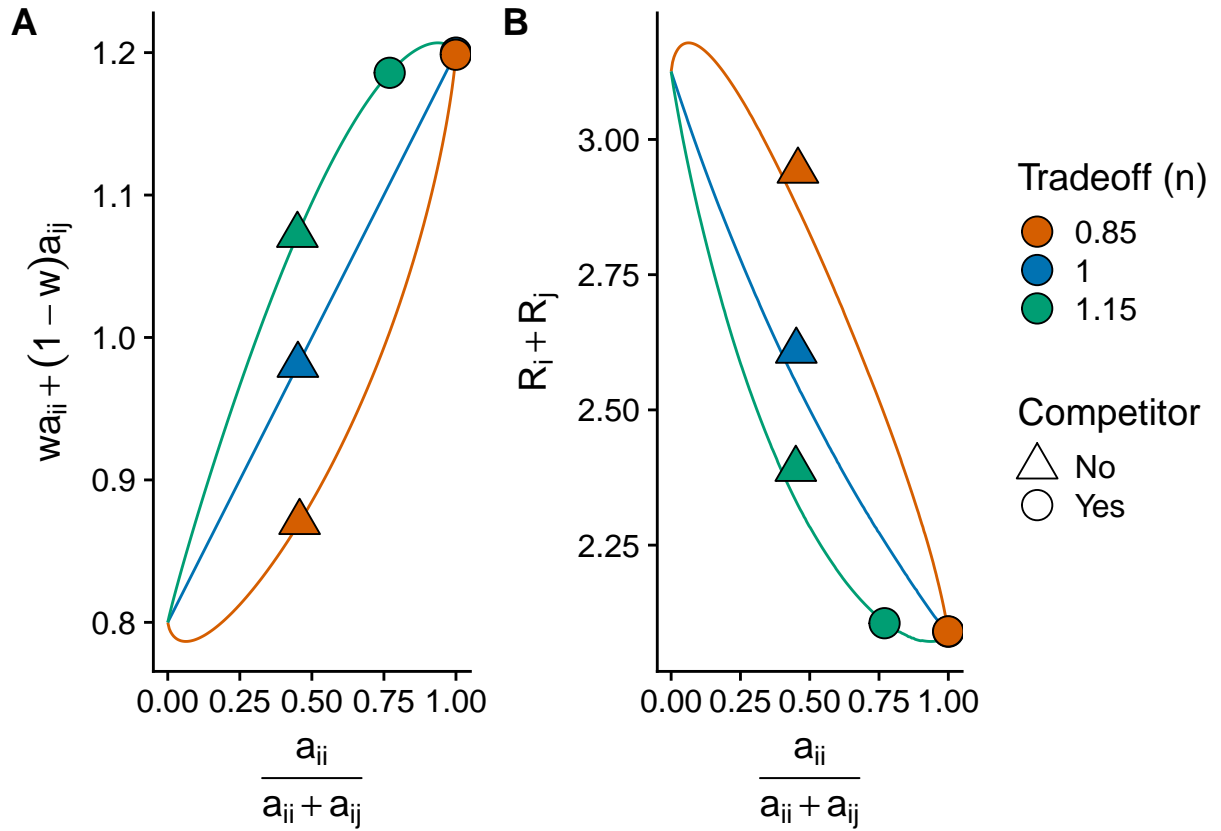 A
1.2
1.1
1.0
0.9
0.8
wa_ii + (1 − w)a_ij
0.00 0.25 0.50 0.75 1.00
a_ii
a_ii + a_ij
B
3.00
2.75
2.50
2.25
R_i + R_j
0.00 0.25 0.50 0.75 1.00
a_ii
a_ii + a_ij
Tradeoff (n)
0.85
1
1.15
Competitor
No
Yes